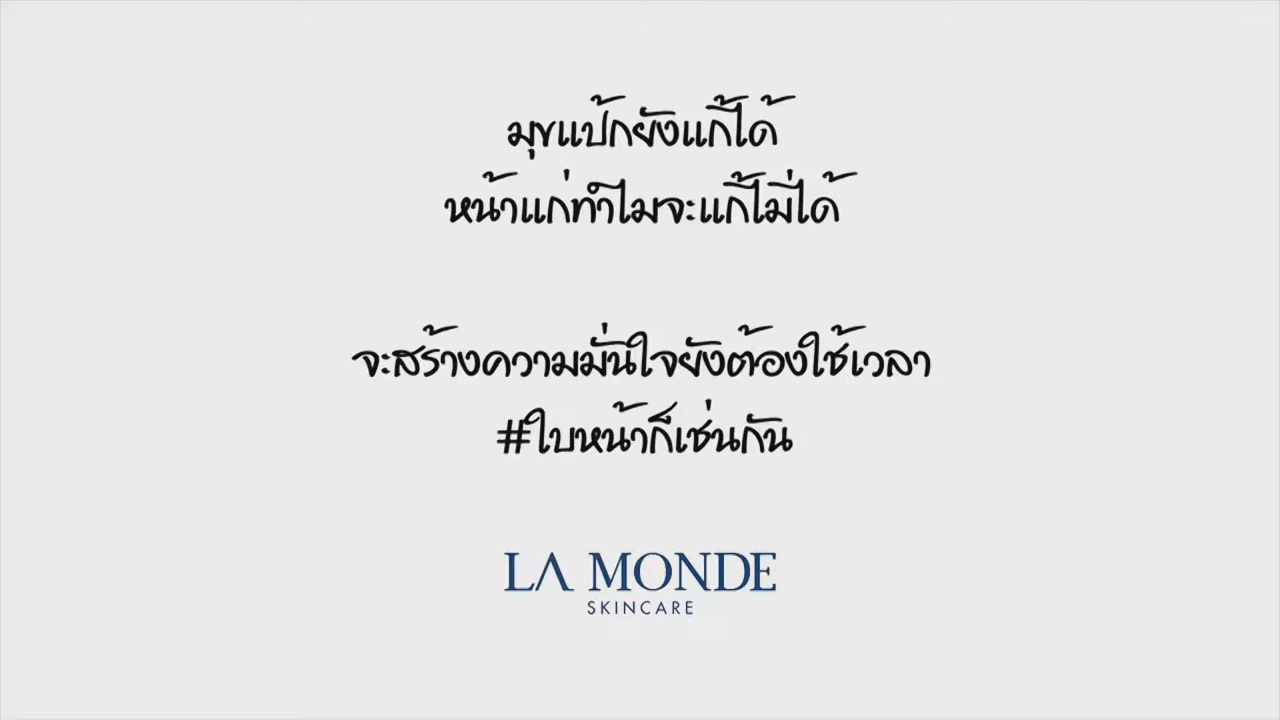 มุขแป้กยังแก้ได้
หน้าแก่ทำไมจะแก้ไม่ได้
จะสร้างความมั่นใจยังต้องใช้เวลา
#ใบหน้าก็เช่นกัน
LA MONDE
SKINCARE